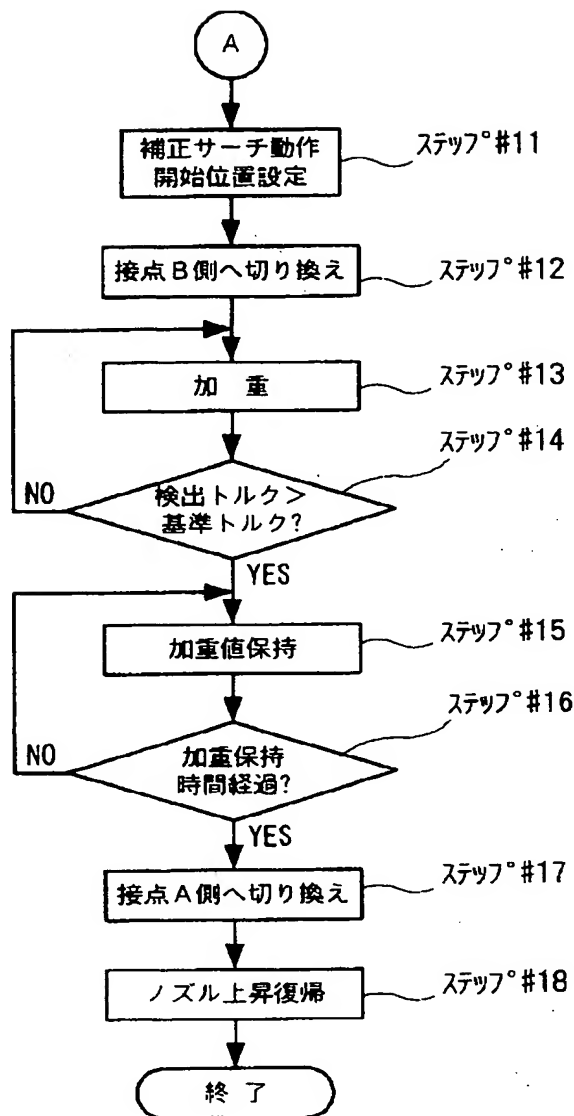 A
補正サーチ動作
開始位置設定
ステップ#11
接点B側へ切り換え
ステップ#12
加 重
ステップ#13
ステップ#14
検出トルク>
基準トルク?
NO
YES
加重値保持
ステップ#15
ステップ#16
加重保持
時間経過?
NO
YES
接点A側へ切り換え
ステップ#17
ノズル上昇復帰
ステップ#18
終 了